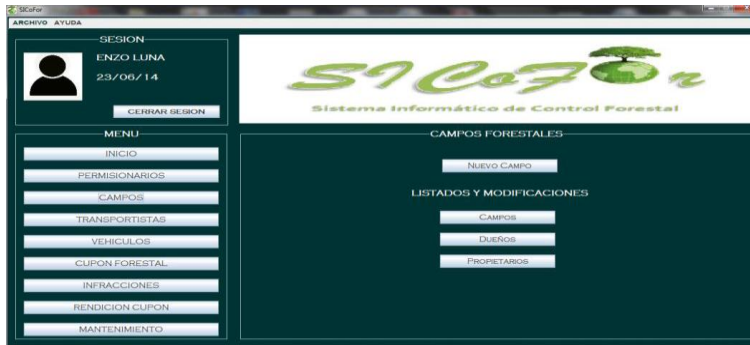 SICoFor
ARCHIVO AYUDA
SESION
ENZO LUNA
23/06/14
CERRAR SESION
SICoFor
Sistema Informático de Control Forestal
MENU
INICIO
PERMISIONARIOS
CAMPOS
TRANSPORTISTAS
VEHICULOS
CUPON FORESTAL
INFRACCIONES
RENDICION CUPON
MANTENIMIENTO
CAMPOS FORESTALES
NUEVO CAMPO
LISTADOS Y MODIFICACIONES
CAMPOS
DUEÑOS
PROPIETARIOS